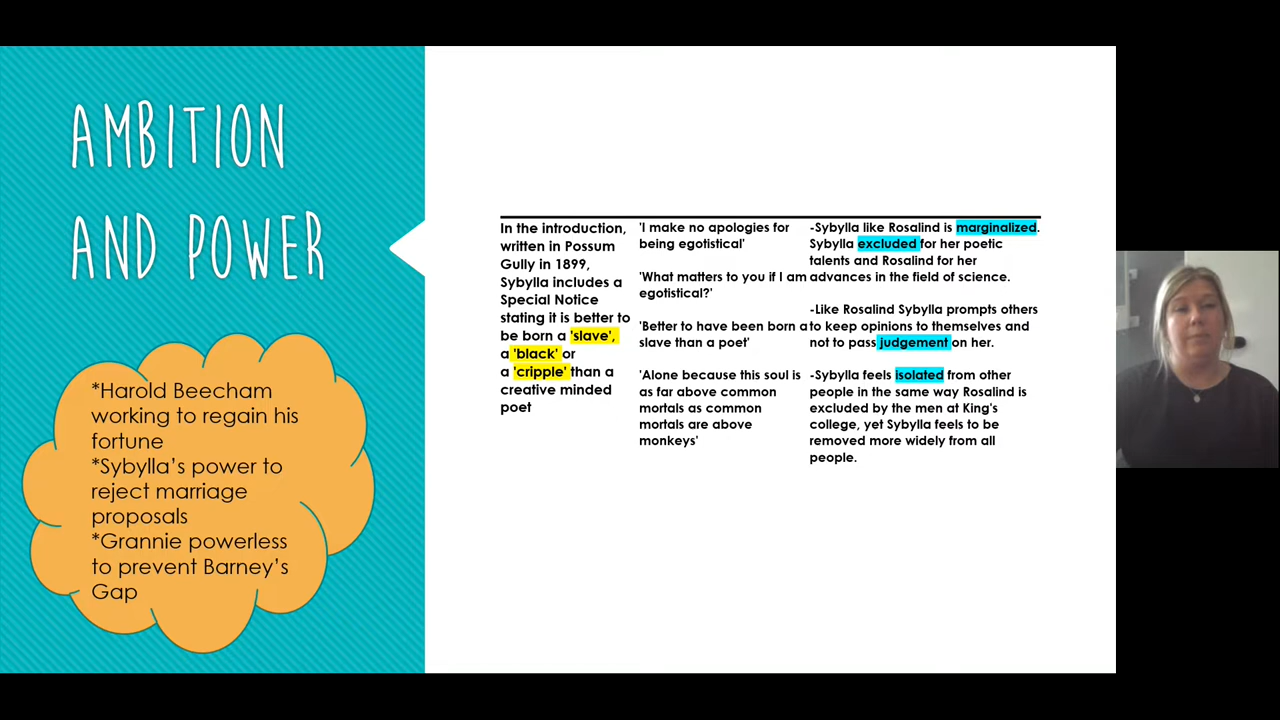 AMBITION
AND POWER
*Harold Beecham
working to regain his
fortune
*Sybylla's power to
reject marriage
proposals
*Grannie powerless
to prevent Barney's
Gap
In the introduction,
written in Possum
Gully in 1899,
Sybylla includes a
Special Notice
stating it is better to
be born a 'slave',
a 'black' or
a 'cripple' than a
creative minded
poet
'I make no apologies for
being egotistical'
'What matters to you if I am
egotistical?'
'Better to have been born a
slave than a poet'
'Alone because this soul is
as far above common
mortals as common
mortals are above
monkeys'
-Sybylla like Rosalind is marginalized.
Sybylla excluded for her poetic
talents and Rosalind for her
advances in the field of science.
-Like Rosalind Sybylla prompts others
to keep opinions to themselves and
not to pass judgement on her.
-Sybylla feels isolated from other
people in the same way Rosalind is
excluded by the men at King's
college, yet Sybylla feels to be
removed more widely from all
people.